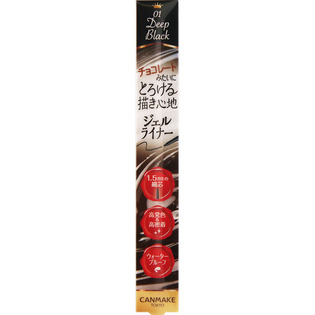 01
Deep
Black
チョコレート
みたいに
とろける
描き心地
ジェル
ライナー
1.5mmの
細芯
高発色&
高密着
ウォーター
プルーフ
CANMAKE
TOKYO